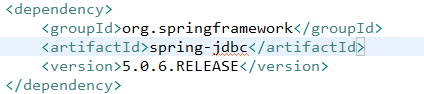 <dependency>
<groupId>org.springframework</groupId>
<artifactId>spring-jdbc</artifactId>
<version>5.0.6.RELEASE</version>
</dependency>